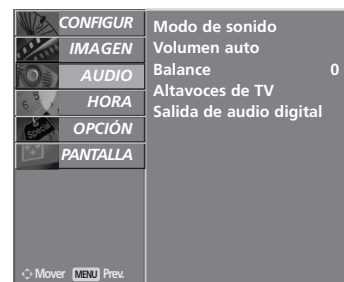 CONFIGUR
IMAGEN
AUDIO
HORA
OPCIÓN
PANTALLA
Modo de sonido
Volumen auto
Balance 0
Altavoces de TV
Salida de audio digital
Mover MENU Prev.